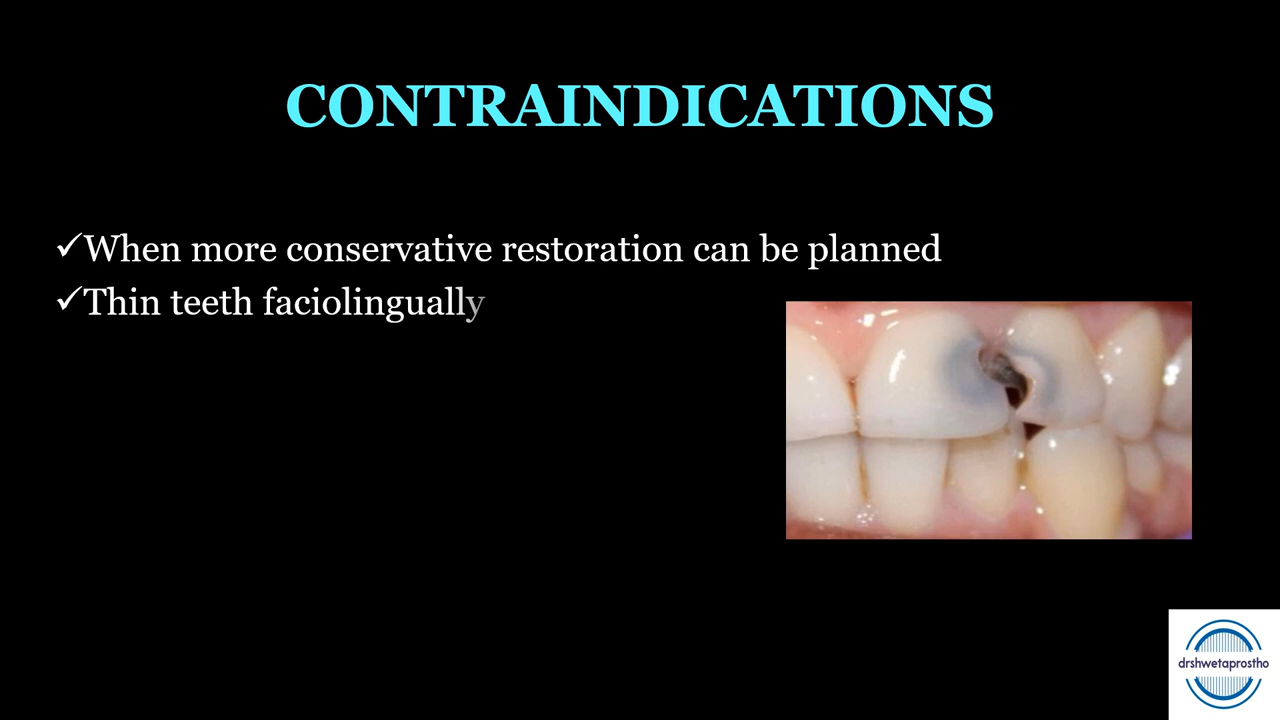 CONTRAINDICATIONS
✓When more conservative restoration can be planned
✓Thin teeth faciolingually
drshwetaprostho